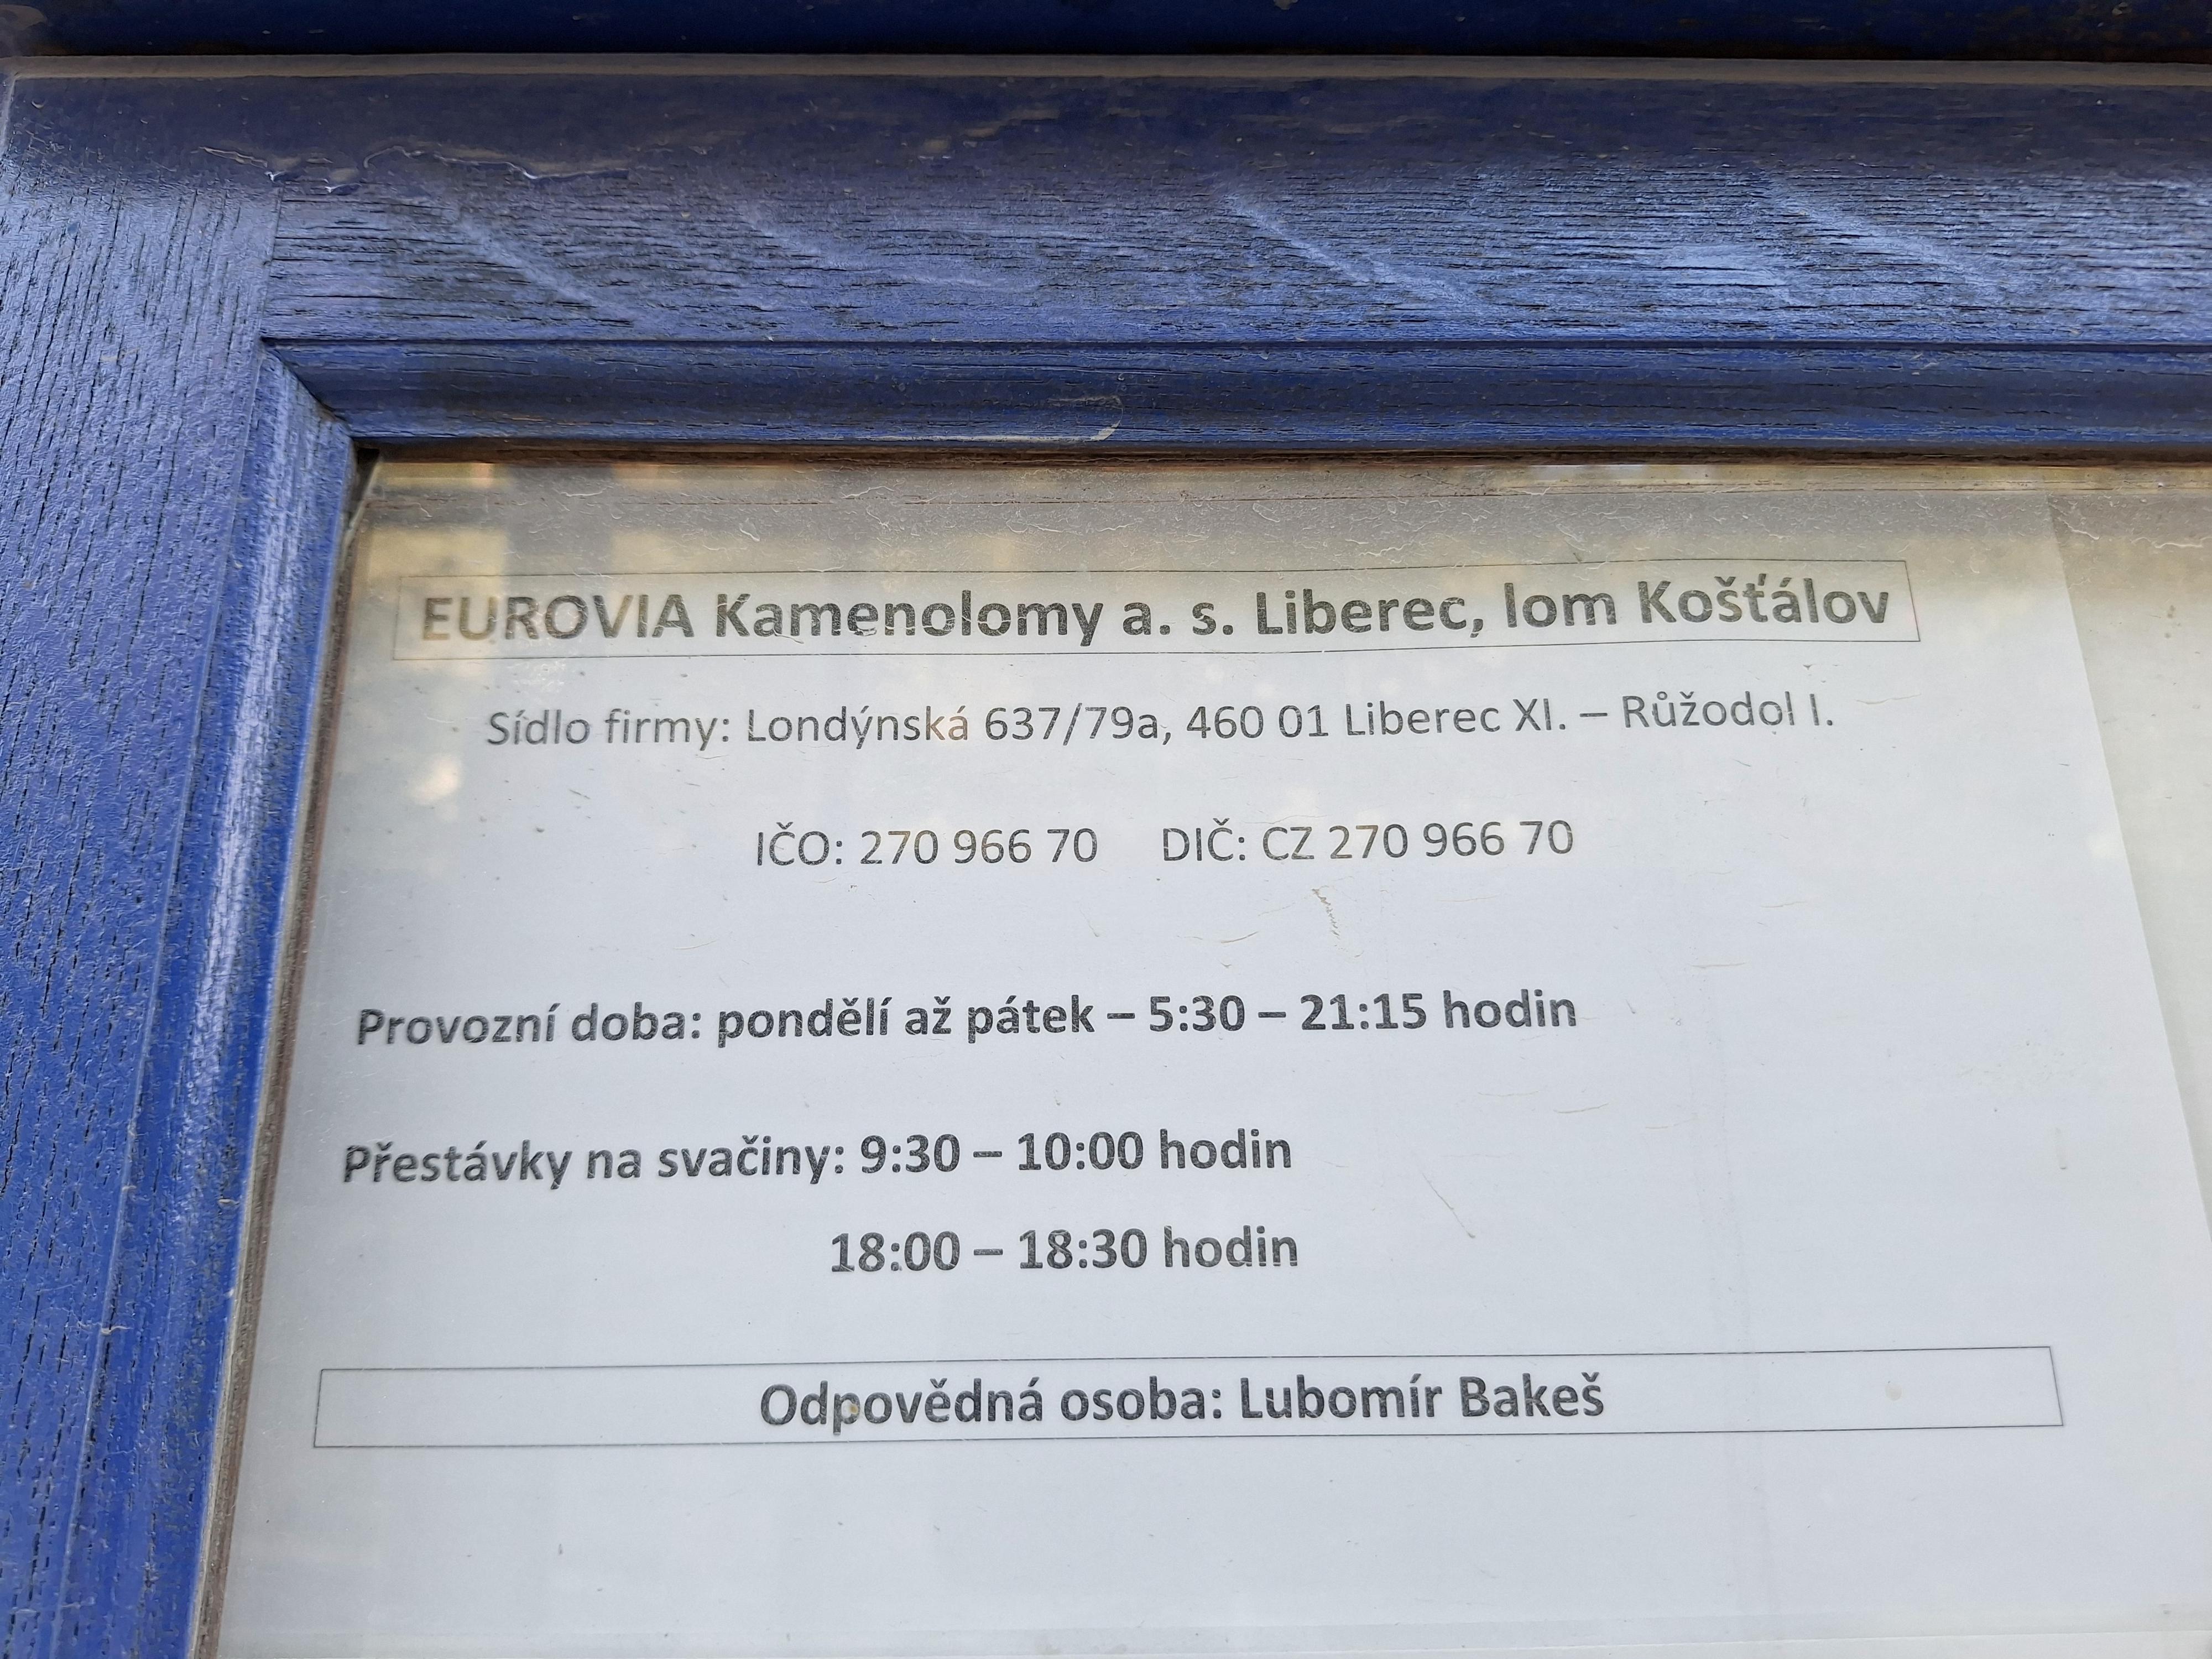 EUROVIA Kamenolomy a. s. Liberec, lom Košťálov
Sídlo firmy: Londýnská 637/79a, 460 01 Liberec XI. – Růžodol I.
IČO: 270 966 70 DIČ: CZ 270 966 70
Provozní doba: pondělí až pátek – 5:30 – 21:15 hodin
Přestávky na svačiny: 9:30 – 10:00 hodin
18:00 – 18:30 hodin
Odpovědná osoba: Lubomír Bakeš